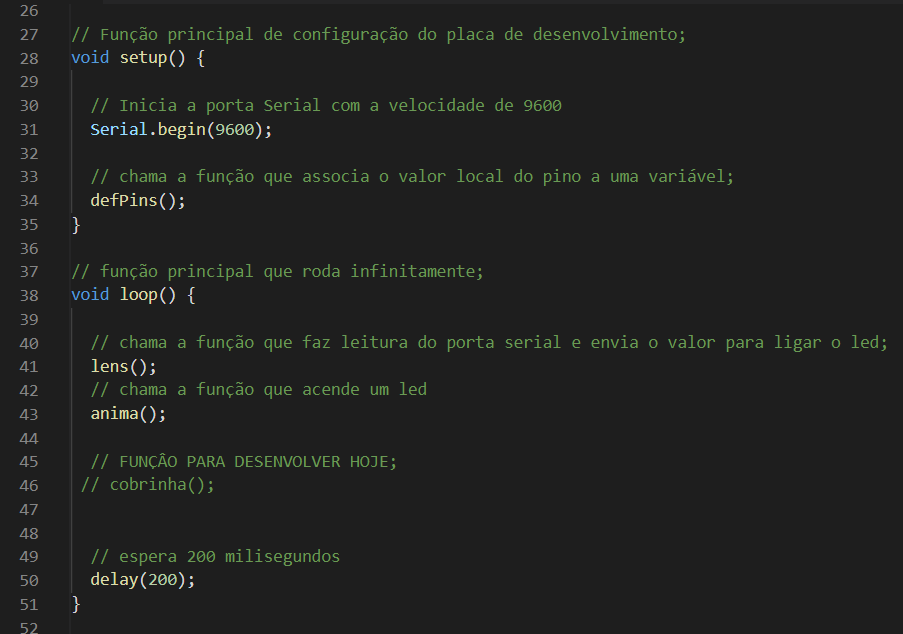 26
27 // Função principal de configuração do placa de desenvolvimento;
28 void setup() {
29
30 // Inicia a porta Serial com a velocidade de 9600
31 Serial.begin(9600);
32
33 // chama a função que associa o valor local do pino a uma variável;
34 defPins();
35 }
36
37 // função principal que roda infinitamente;
38 void loop() {
39
40 // chama a função que faz leitura do porta serial e envia o valor para ligar o led;
41 lens();
42 // chama a função que acende um led
43 anima();
44
45 // FUNÇÂO PARA DESENVOLVER HOJE;
46 // cobrinha();
47
48
49 // espera 200 milisegundos
50 delay(200);
51 }
52